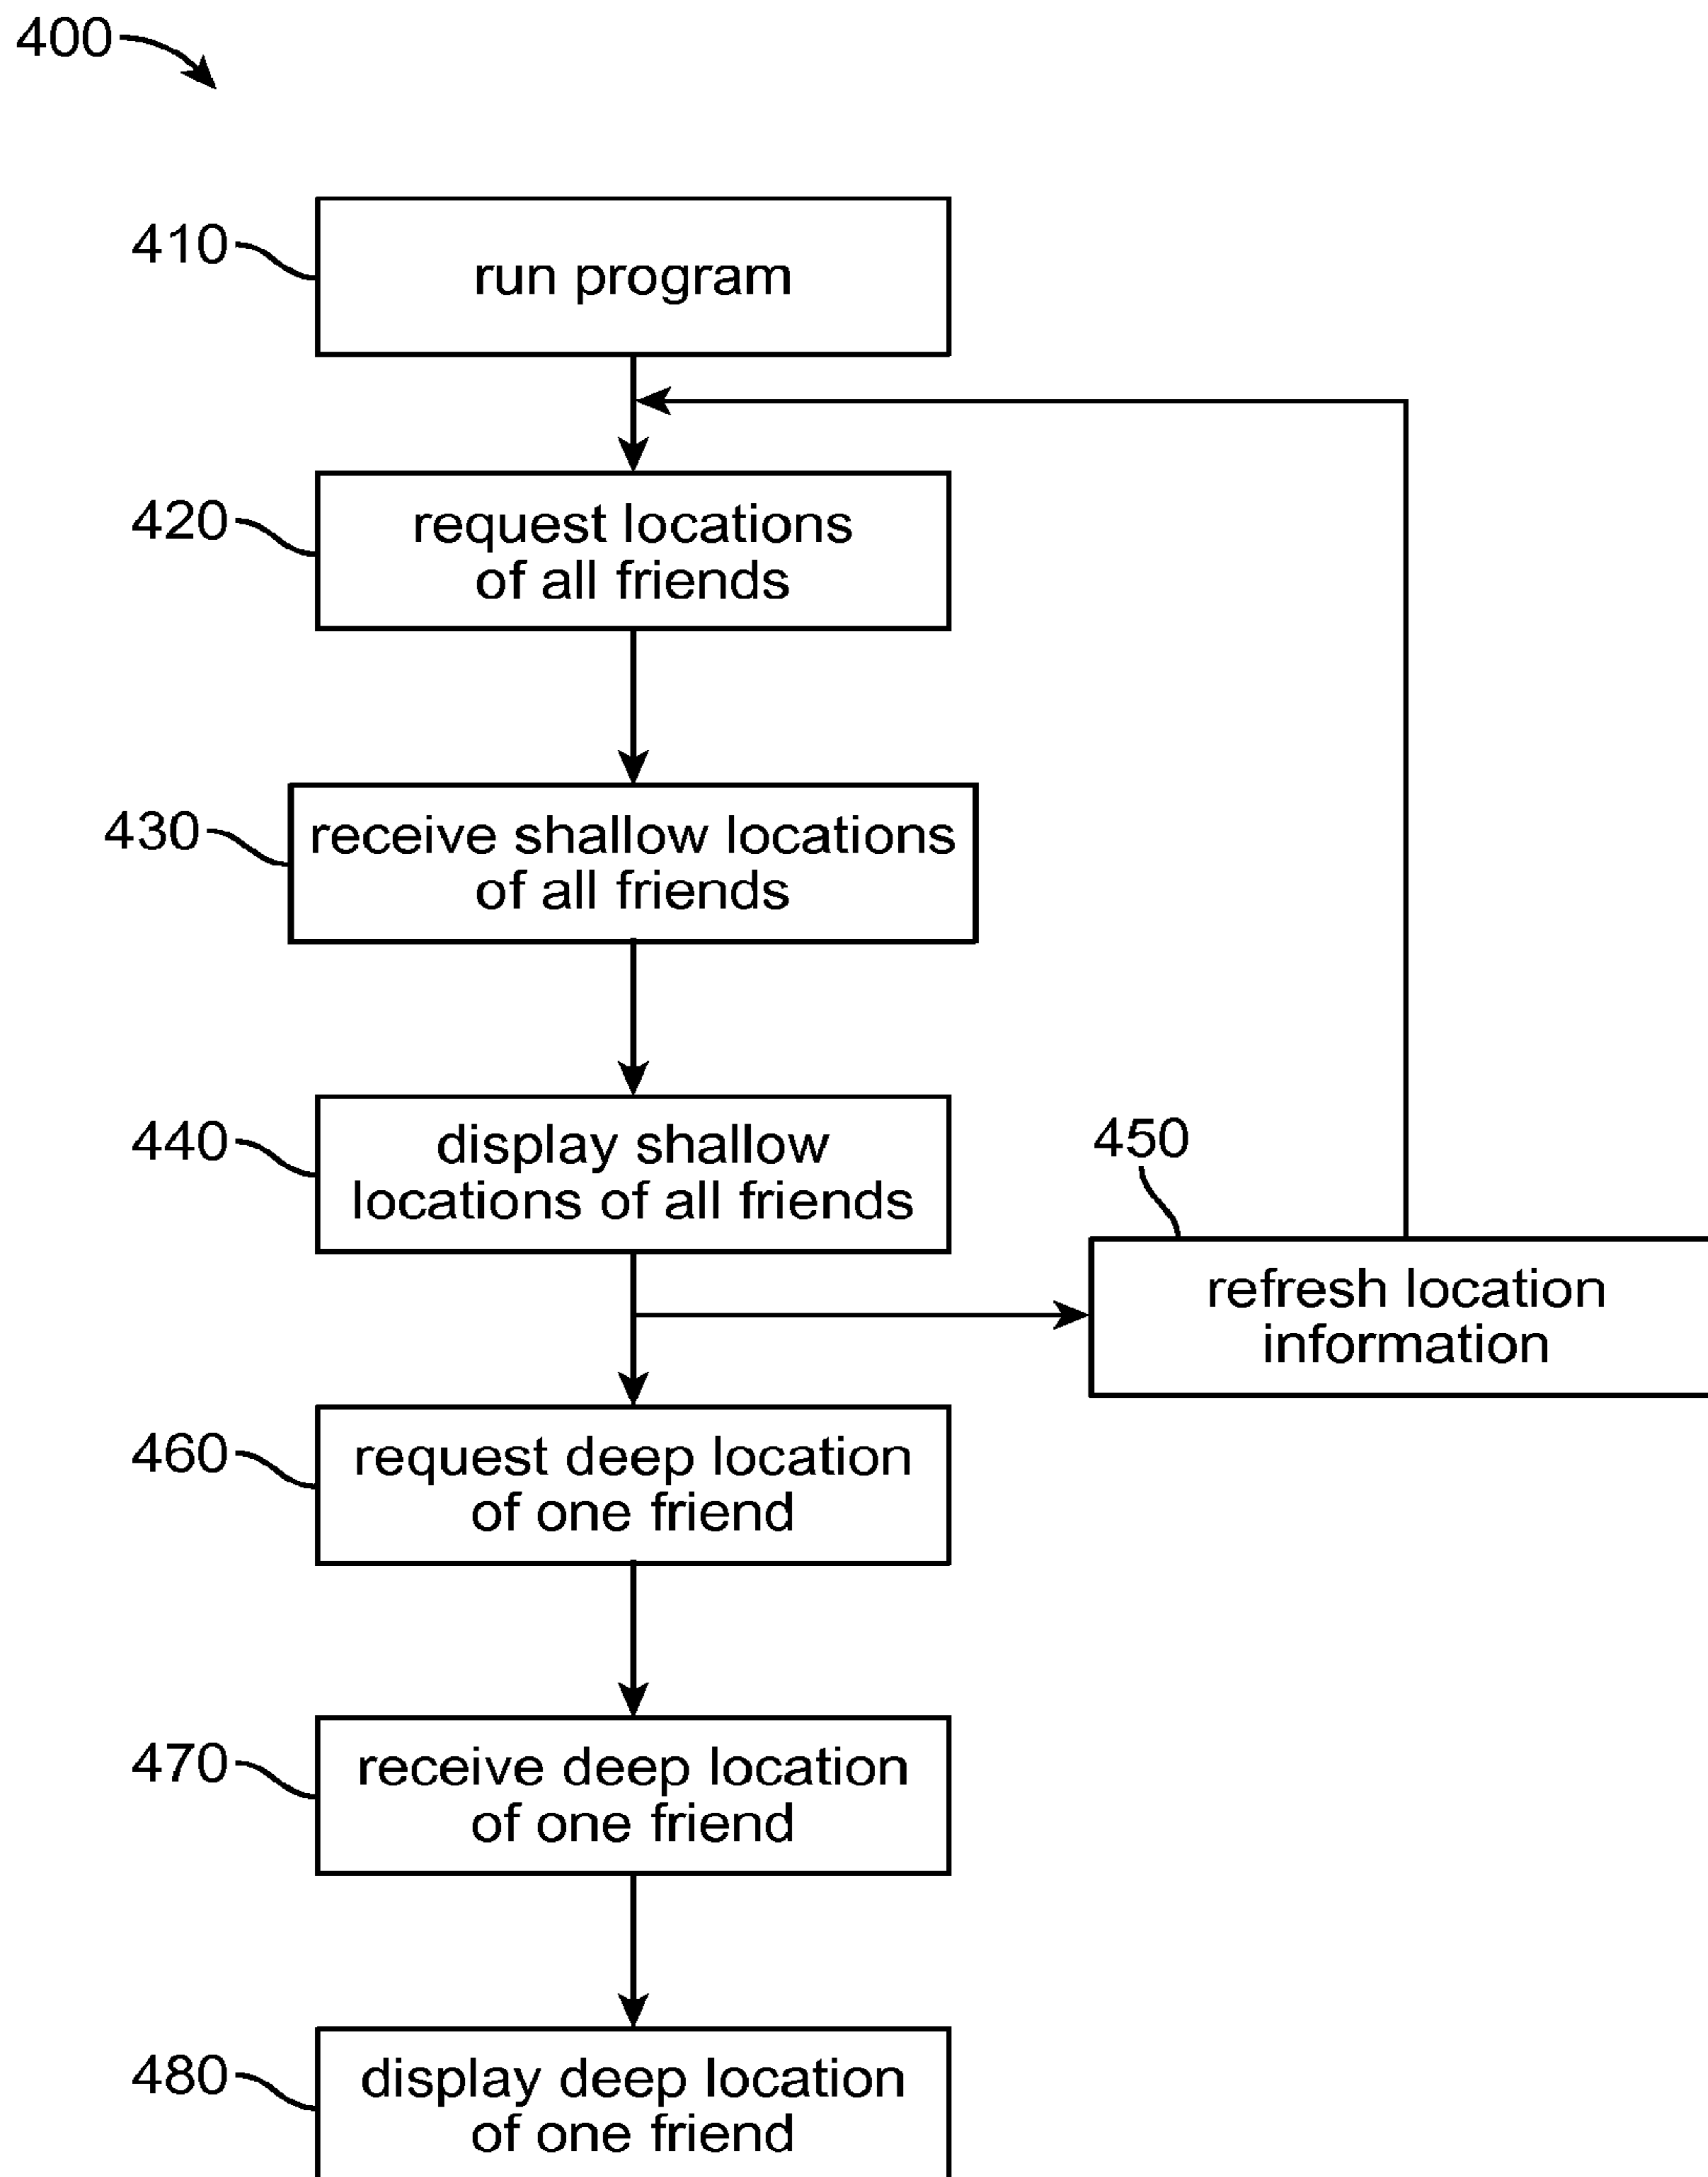 400
410
run program
420
request locations
of all friends
430
receive shallow locations
of all friends
440
display shallow
locations of all friends
450
refresh location
information
460
request deep location
of one friend
470
receive deep location
of one friend
480
display deep location
of one friend